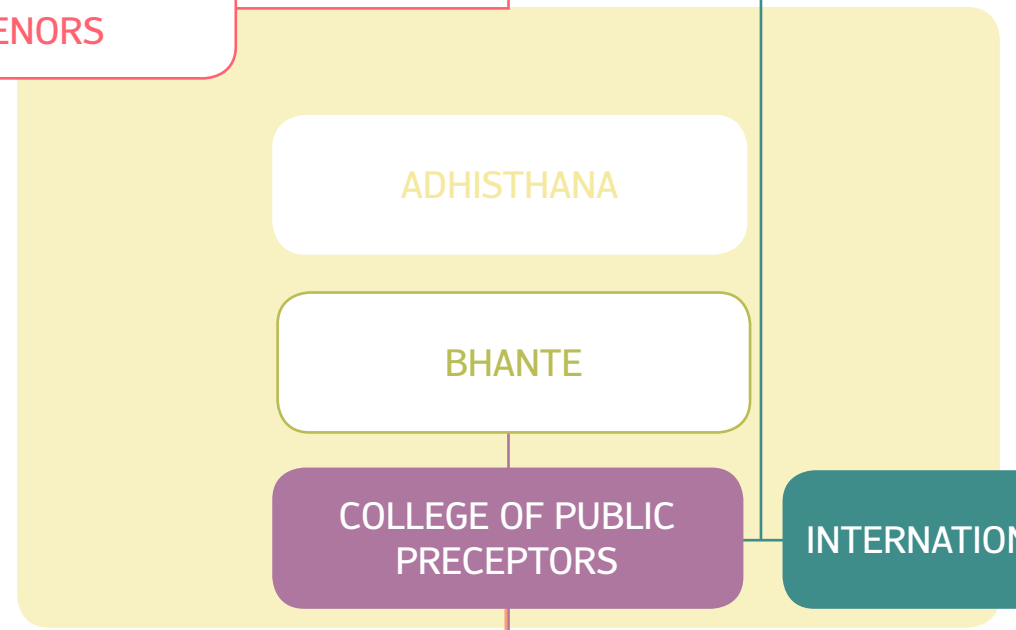 ENORS
ADHISTHANA
BHANTE
COLLEGE OF PUBLIC
PRECEPTORS
INTERNATION